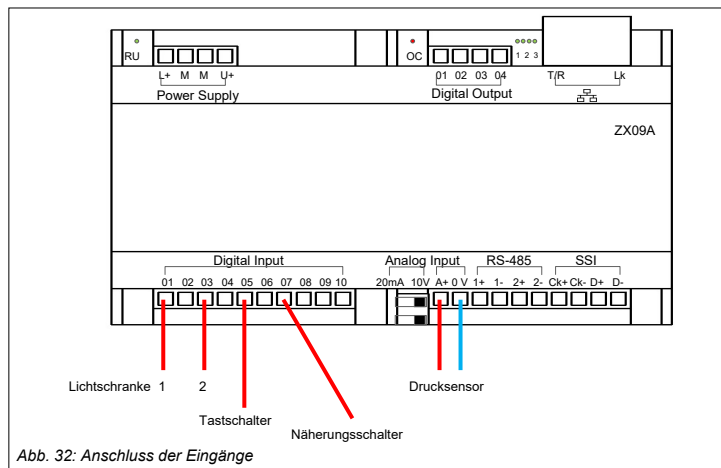 RU
OC
1 2 3
L+ M M U+
01 02 03 04
T/R Lk
Power Supply
Digital Output
ZX09A
Digital Input
Analog Input
RS-485
SSI
01 02 03 04 05 06 07 08 09 10
20mA 10V A+ 0 V 1+ 1- 2+ 2- Ck+ Ck- D+ D-
Lichtschranke 1 2
Drucksensor
Tastschalter
Näherungsschalter
Abb. 32: Anschluss der Eingänge